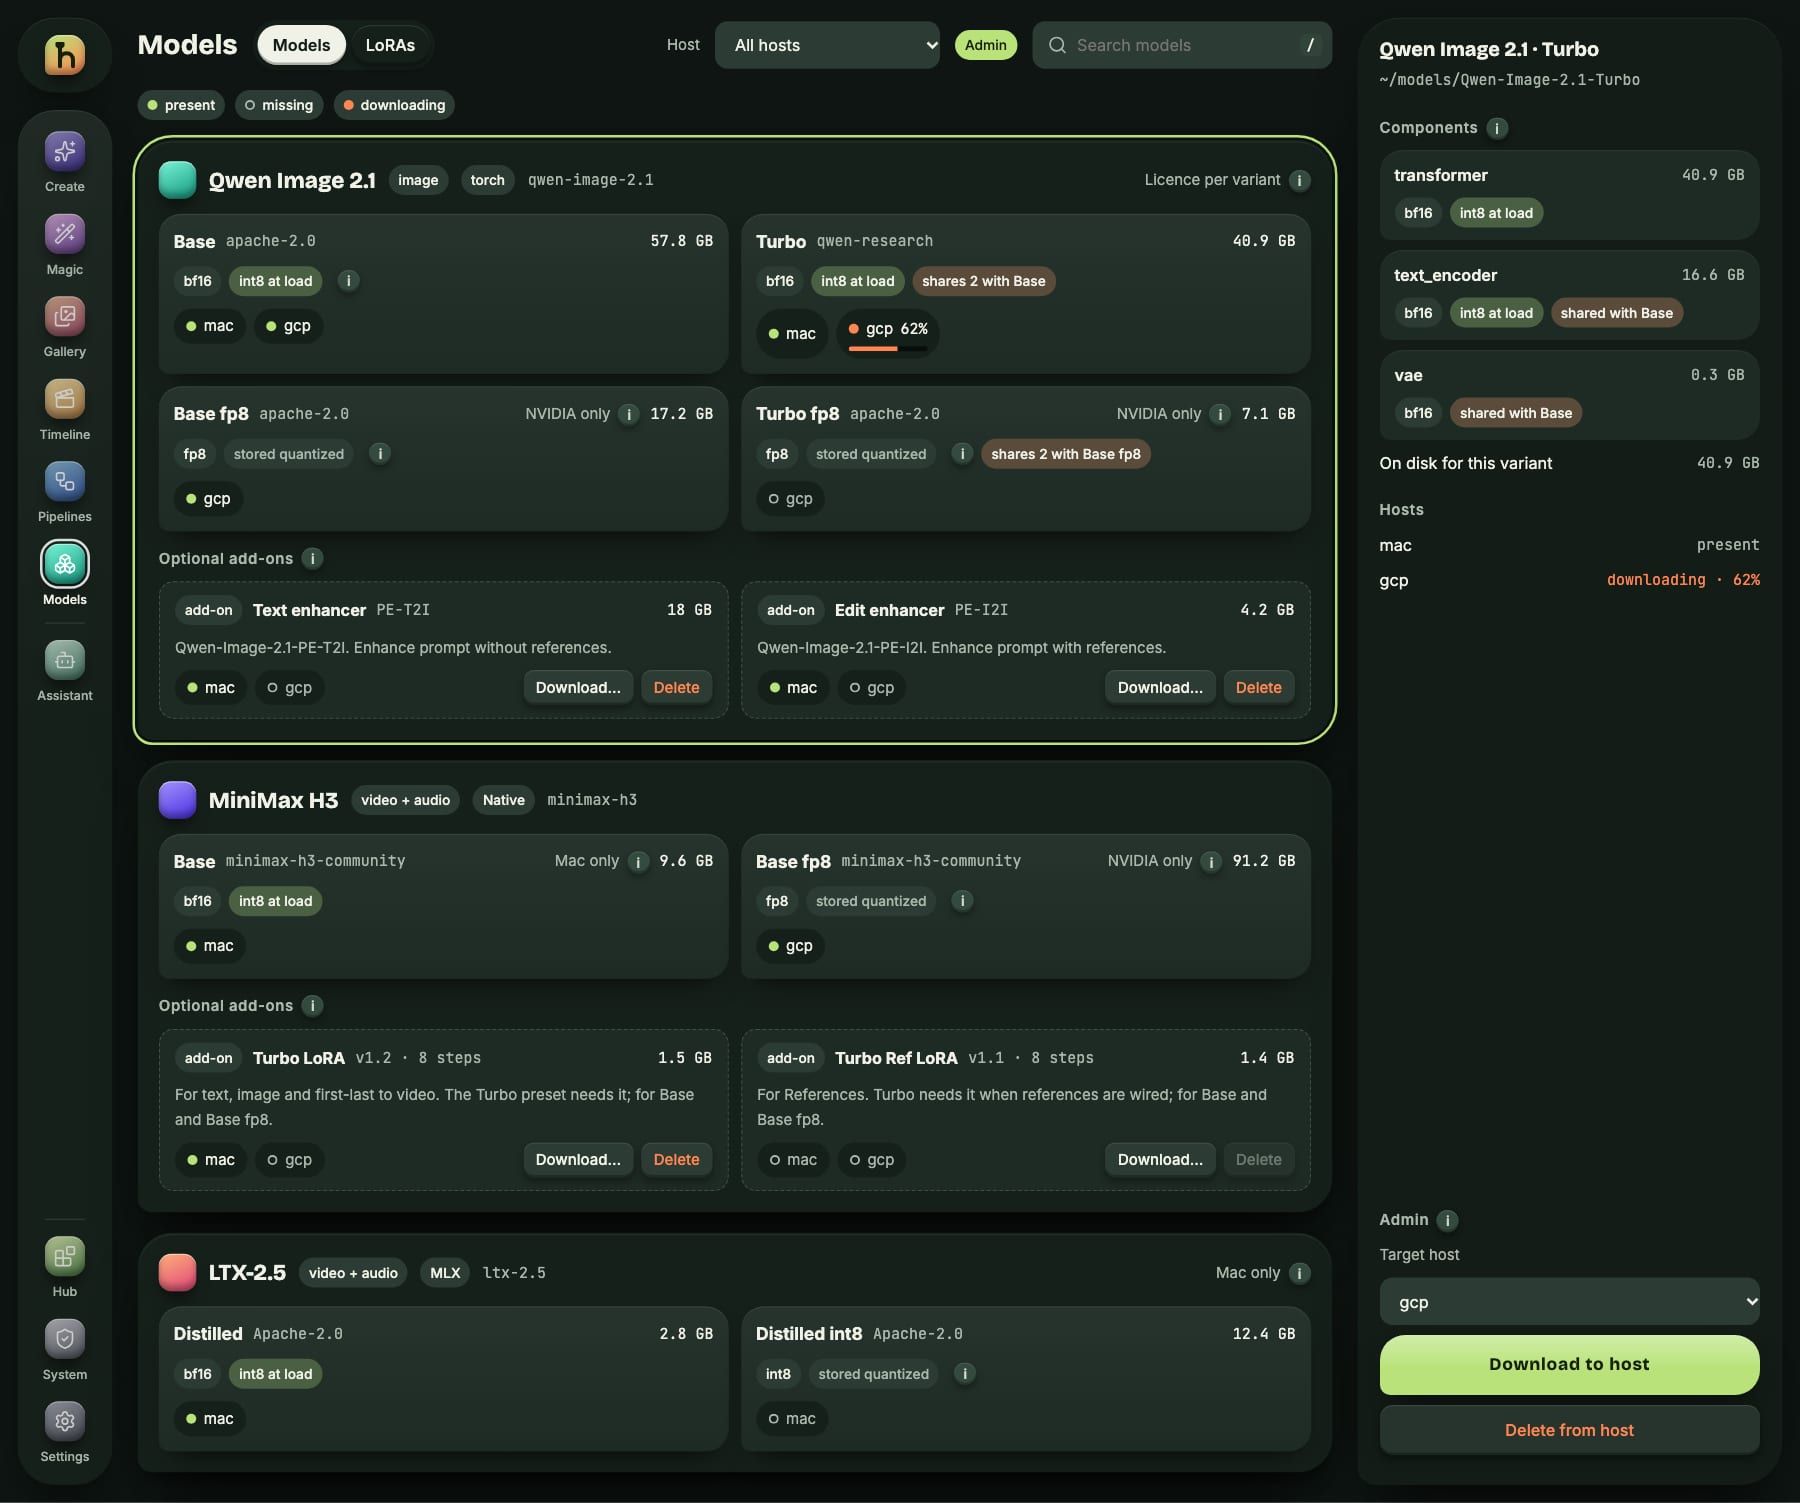 h
Create
Magic
Gallery
Timeline
Pipelines
Models
Assistant
Hub
System
Settings
Models
Models
LoRAs
Host
All hosts
Admin
Search models
/
present
missing
downloading
Qwen Image 2.1 image torch qwen-image-2.1
Licence per variant i
Base apache-2.0 57.8 GB
bf16 int8 at load i
mac gcp
Turbo qwen-research 40.9 GB
bf16 int8 at load shares 2 with Base
mac gcp 62%
Base fp8 apache-2.0 NVIDIA only i 17.2 GB
fp8 stored quantized i
gcp
Turbo fp8 apache-2.0 NVIDIA only i 7.1 GB
fp8 stored quantized i shares 2 with Base fp8
gcp
Optional add-ons i
add-on Text enhancer PE-T2I 18 GB
Qwen-Image-2.1-PE-T2I. Enhance prompt without references.
mac gcp Download... Delete
add-on Edit enhancer PE-I2I 4.2 GB
Qwen-Image-2.1-PE-I2I. Enhance prompt with references.
mac gcp Download... Delete
MiniMax H3 video + audio Native minimax-h3
Base minimax-h3-community Mac only i 9.6 GB
bf16 int8 at load
mac
Base fp8 minimax-h3-community NVIDIA only i 91.2 GB
fp8 stored quantized i
gcp
Optional add-ons i
add-on Turbo LoRA v1.2 · 8 steps 1.5 GB
For text, image and first-last to video. The Turbo preset needs it; for Base
and Base fp8.
mac gcp Download... Delete
add-on Turbo Ref LoRA v1.1 · 8 steps 1.4 GB
For References. Turbo needs it when references are wired; for Base and
Base fp8.
mac gcp Download... Delete
LTX-2.5 video + audio MLX ltx-2.5
Mac only i
Distilled Apache-2.0 2.8 GB
bf16 int8 at load
mac
Distilled int8 Apache-2.0 12.4 GB
int8 stored quantized i
mac
Qwen Image 2.1 · Turbo
~/models/Qwen-Image-2.1-Turbo
Components i
transformer 40.9 GB
bf16 int8 at load
text_encoder 16.6 GB
bf16 int8 at load shared with Base
vae 0.3 GB
bf16 shared with Base
On disk for this variant 40.9 GB
Hosts
mac present
gcp downloading · 62%
Admin i
Target host
gcp
Download to host
Delete from host